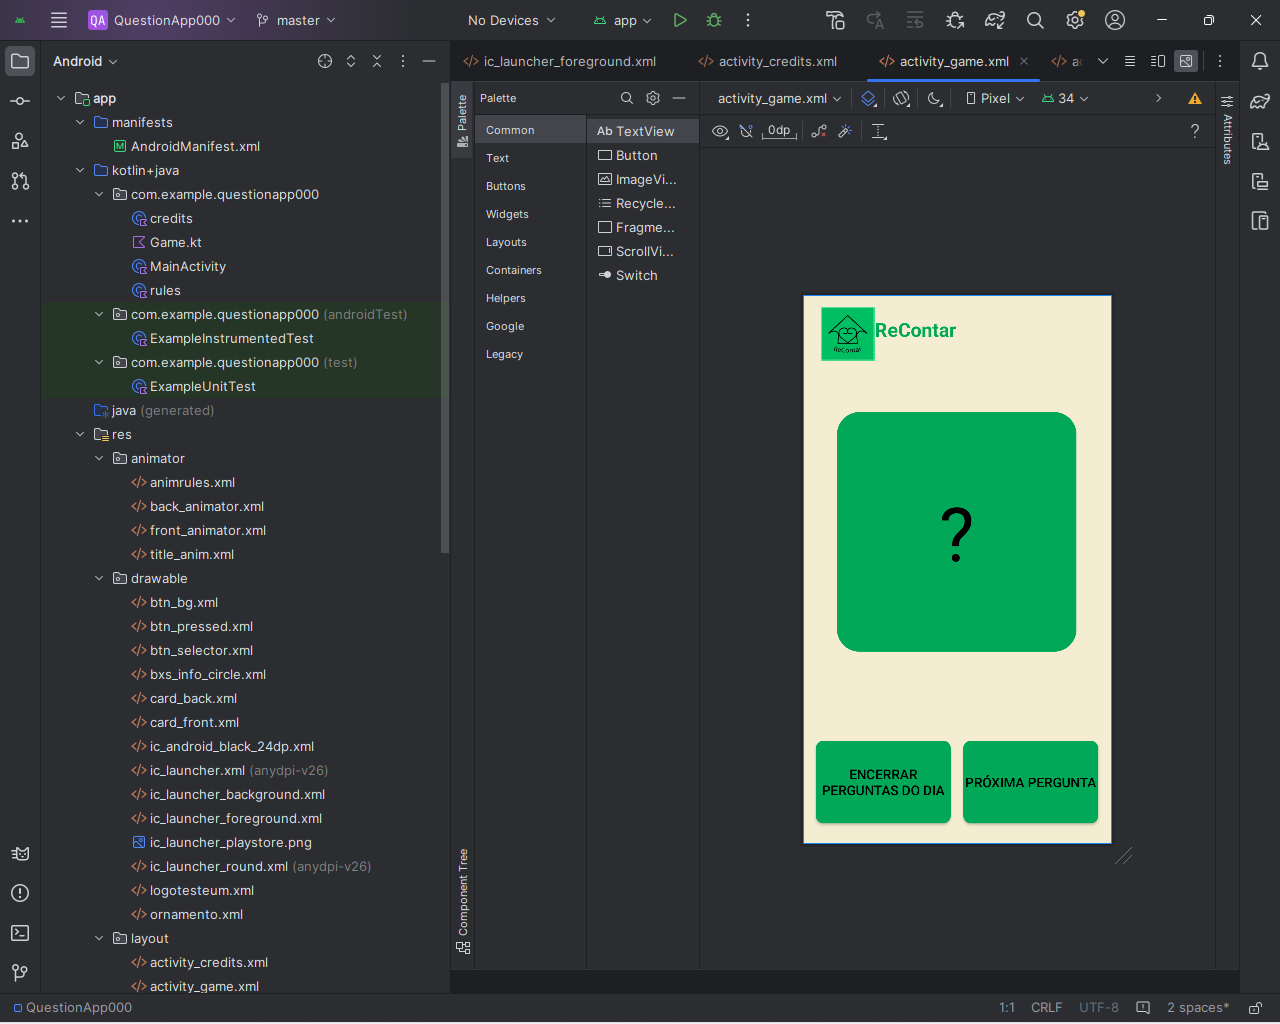 QA QuestionApp000 master No Devices app
Android
app
manifests
AndroidManifest.xml
kotlin+java
com.example.questionapp000
credits
Game.kt
MainActivity
rules
com.example.questionapp000 (androidTest)
ExampleInstrumentedTest
com.example.questionapp000 (test)
ExampleUnitTest
java (generated)
res
animator
animrules.xml
back_animator.xml
front_animator.xml
title_anim.xml
drawable
btn_bg.xml
btn_pressed.xml
btn_selector.xml
bxs_info_circle.xml
card_back.xml
card_front.xml
ic_android_black_24dp.xml
ic_launcher.xml (anydpi-v26)
ic_launcher_background.xml
ic_launcher_foreground.xml
ic_launcher_playstore.png
ic_launcher_round.xml (anydpi-v26)
logotesteum.xml
ornamento.xml
layout
activity_credits.xml
activity_game.xml
ic_launcher_foreground.xml activity_credits.xml activity_game.xml
Palette
Component Tree
Palette
Common
Text
Buttons
Widgets
Layouts
Containers
Helpers
Google
Legacy
Ab TextView
Button
ImageVi...
Recycle...
Fragme...
ScrollVi...
Switch
activity_game.xml Pixel 34
0dp ?
Attributes
ReContar
ReContar
?
ENCERRAR
PERGUNTAS DO DIA
PRÓXIMA PERGUNTA
QuestionApp000 1:1 CRLF UTF-8 2 spaces*